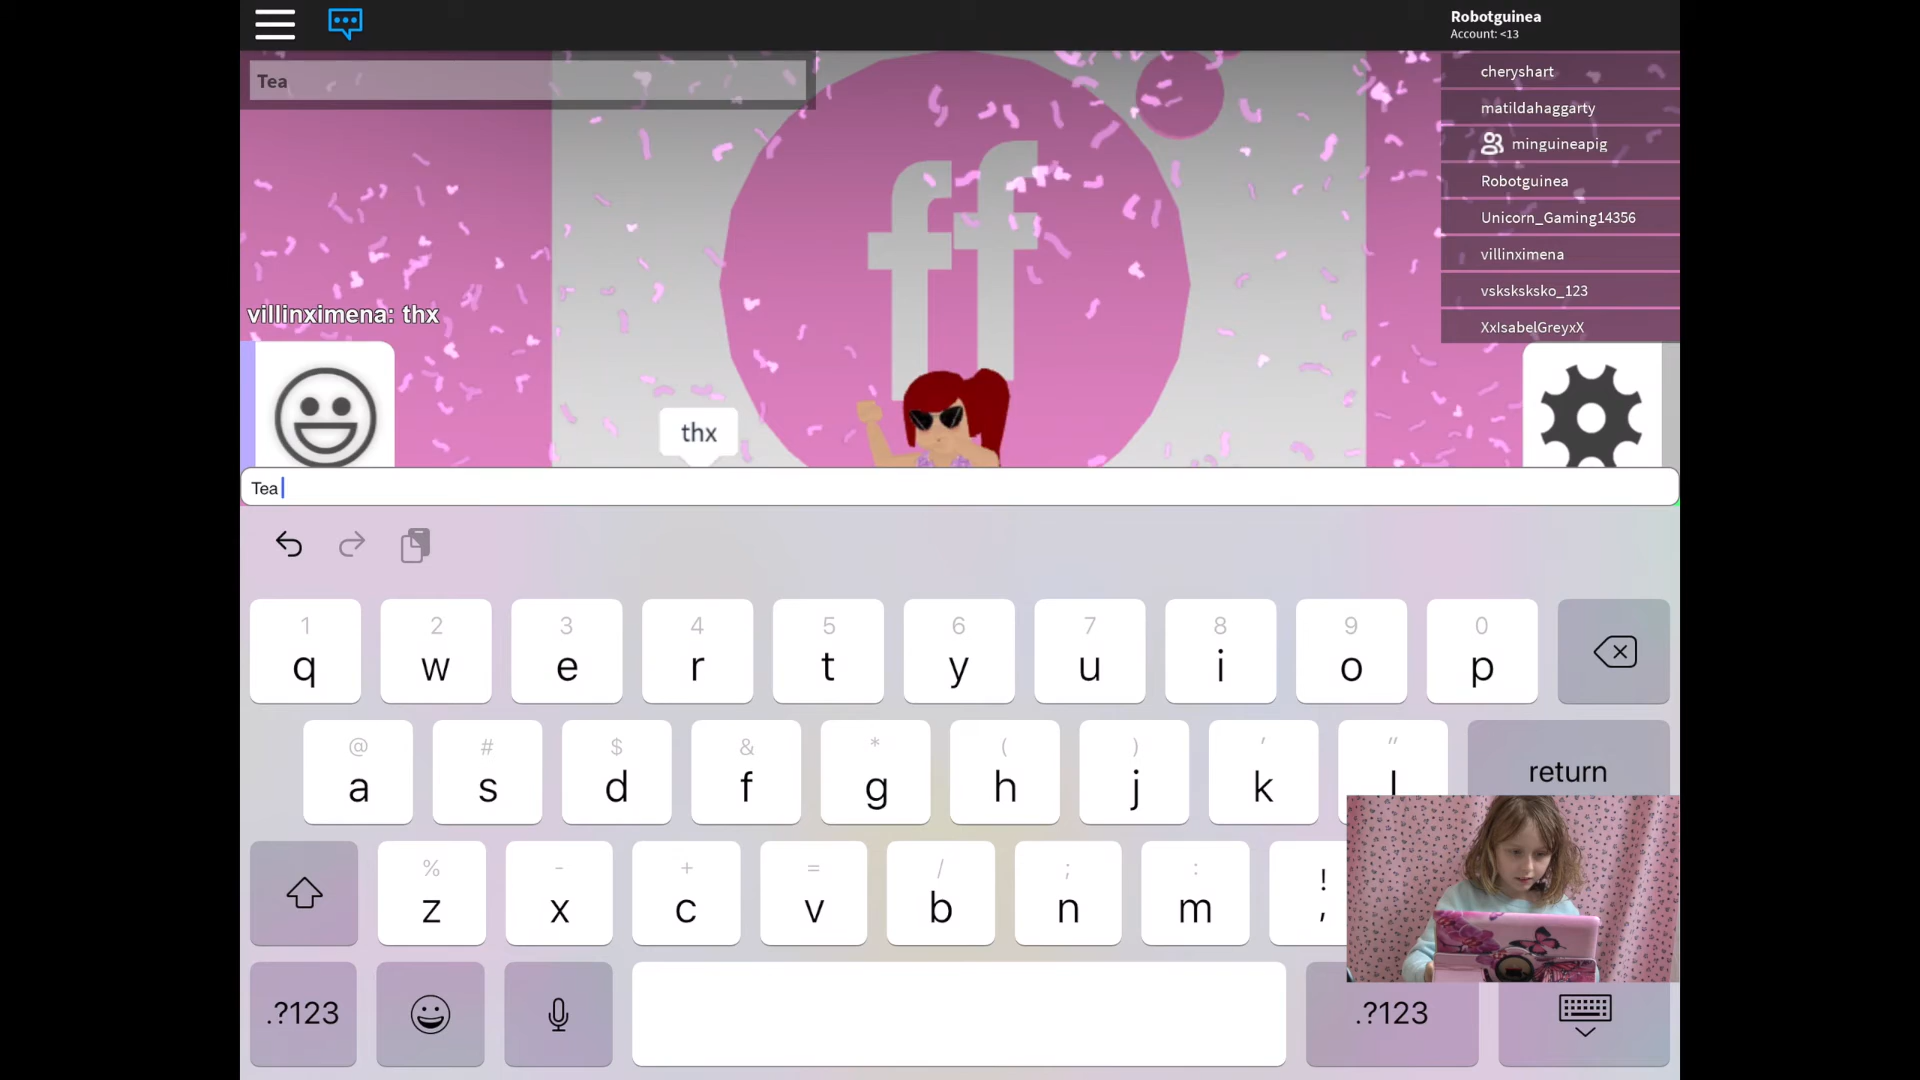 Robotguinea
Account: <13
Tea
cheryshart
matildahaggarty
minguineapig
Robotguinea
Unicorn_Gaming14356
villinximena
vsksksksko_123
XxIsabelGreyxX
ff
villinximena: thx
thx
Tea
1 2 3 4 5 6 7 8 9 0
q w e r t y u i o p
@ # $ & * ( ) ' "
a s d f g h j k l return
% - + = / ; : !
z x c v b n m ,
.?123 .?123